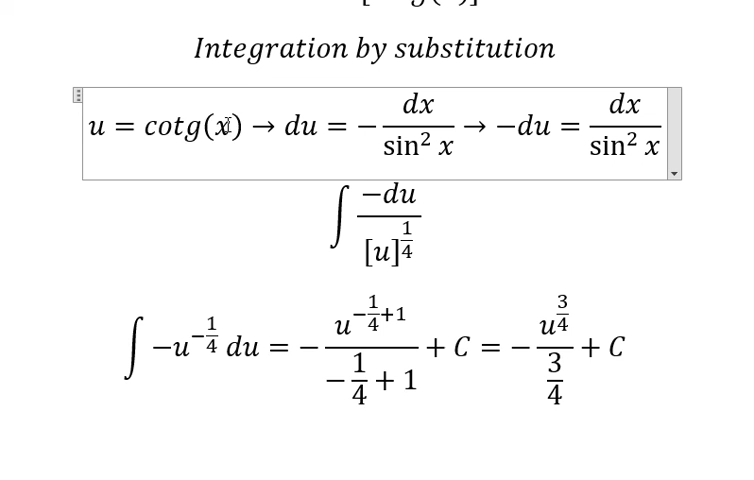 Integration by substitution
u = cotg(x) → du = − dx / sin² x → −du = dx / sin² x
∫ −du / [u]^(1/4)
∫ −u^(−1/4) du = − u^(−1/4+1) / (−1/4 + 1) + C = − u^(3/4) / (3/4) + C